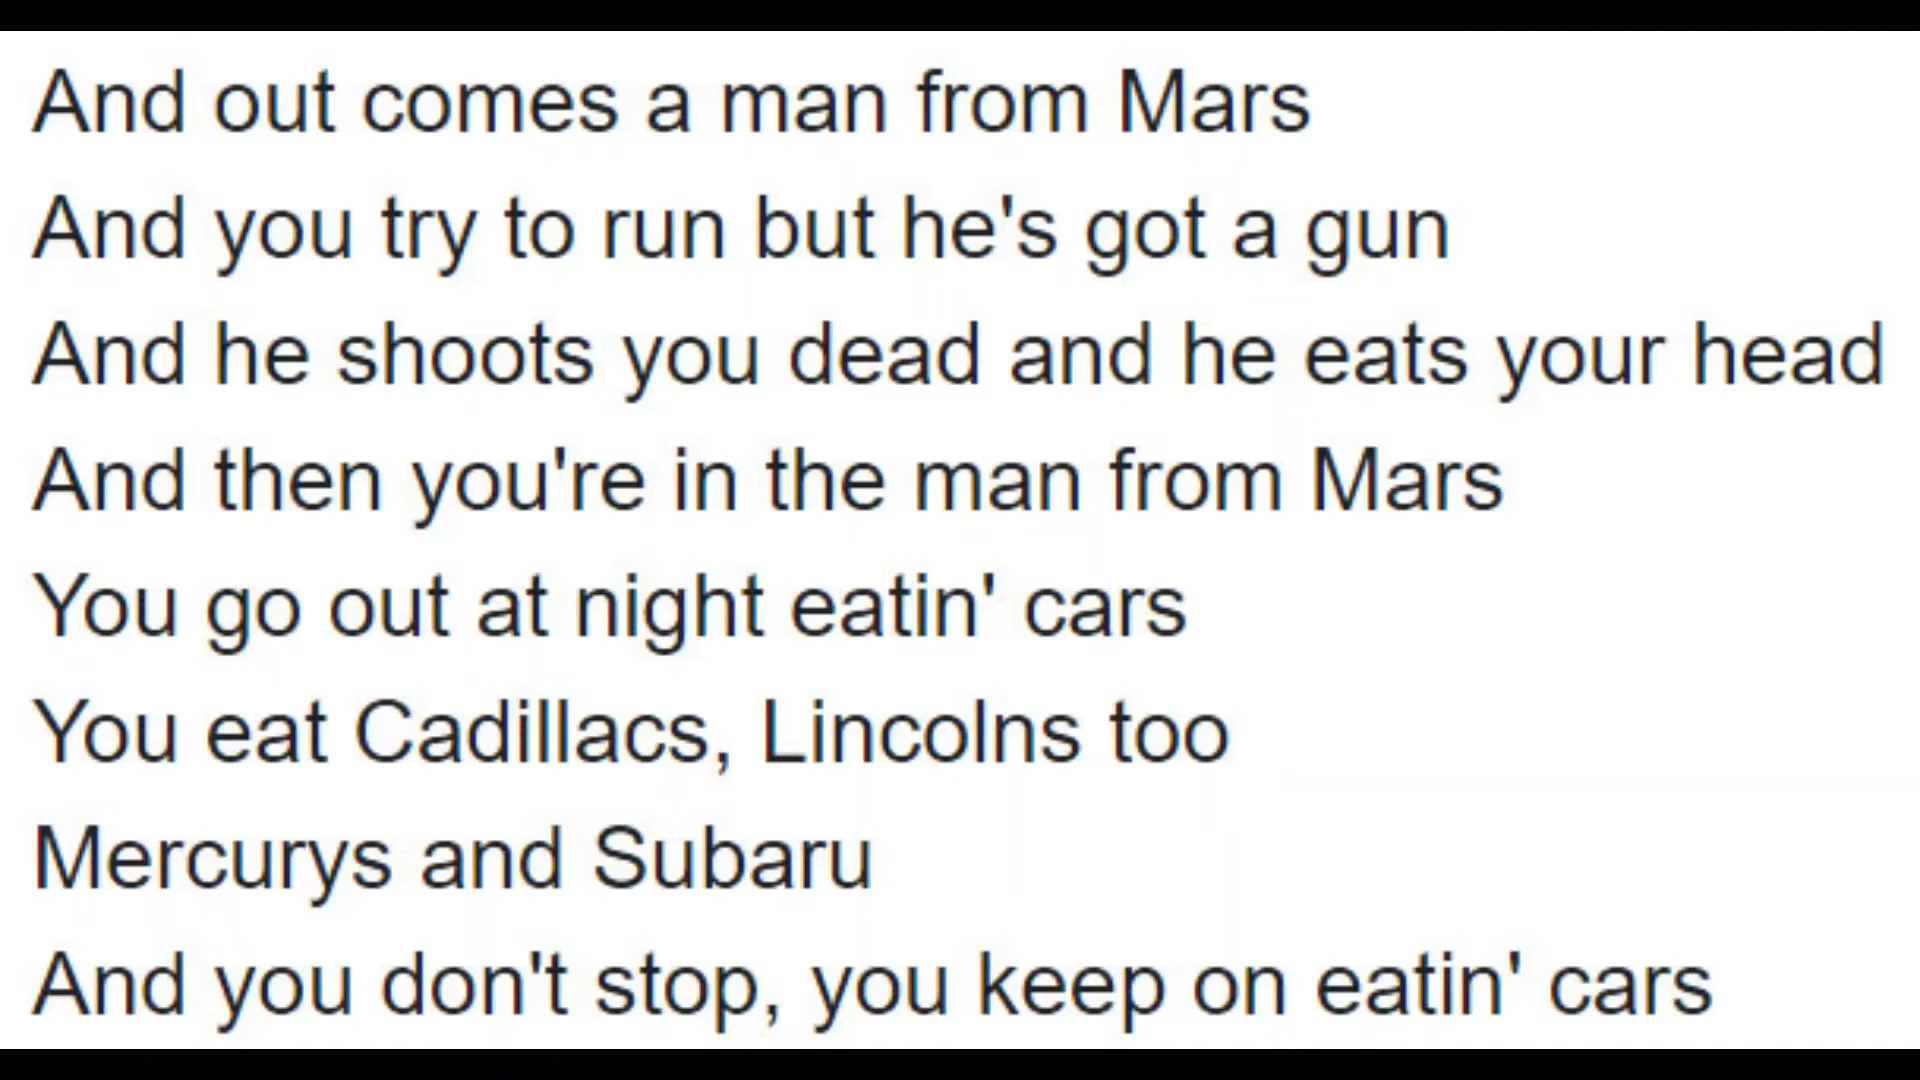 And out comes a man from Mars
And you try to run but he's got a gun
And he shoots you dead and he eats your head
And then you're in the man from Mars
You go out at night eatin' cars
You eat Cadillacs, Lincolns too
Mercurys and Subaru
And you don't stop, you keep on eatin' cars